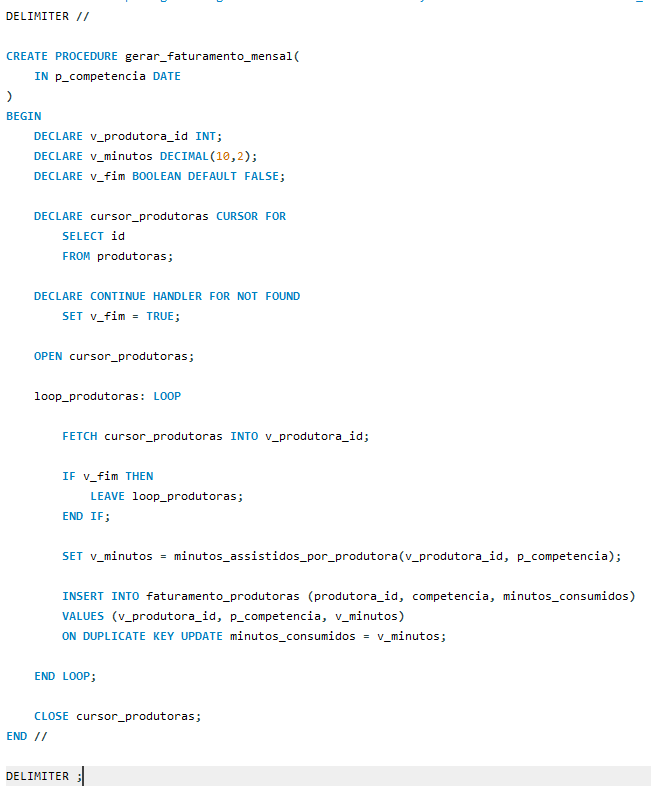 DELIMITER //
CREATE PROCEDURE gerar_faturamento_mensal(
IN p_competencia DATE
)
BEGIN
DECLARE v_produtora_id INT;
DECLARE v_minutos DECIMAL(10,2);
DECLARE v_fim BOOLEAN DEFAULT FALSE;
DECLARE cursor_produtoras CURSOR FOR
SELECT id
FROM produtoras;
DECLARE CONTINUE HANDLER FOR NOT FOUND
SET v_fim = TRUE;
OPEN cursor_produtoras;
loop_produtoras: LOOP
FETCH cursor_produtoras INTO v_produtora_id;
IF v_fim THEN
LEAVE loop_produtoras;
END IF;
SET v_minutos = minutos_assistidos_por_produtora(v_produtora_id, p_competencia);
INSERT INTO faturamento_produtoras (produtora_id, competencia, minutos_consumidos)
VALUES (v_produtora_id, p_competencia, v_minutos)
ON DUPLICATE KEY UPDATE minutos_consumidos = v_minutos;
END LOOP;
CLOSE cursor_produtoras;
END //
DELIMITER ;